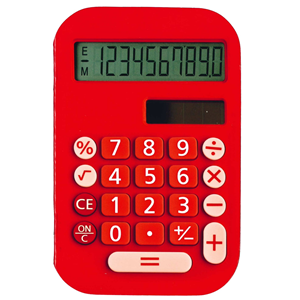 E
M
1234567890.
% 7 8 9 ÷
√ 4 5 6 ×
CE 1 2 3 −
ON/C 0 • +/− +
=